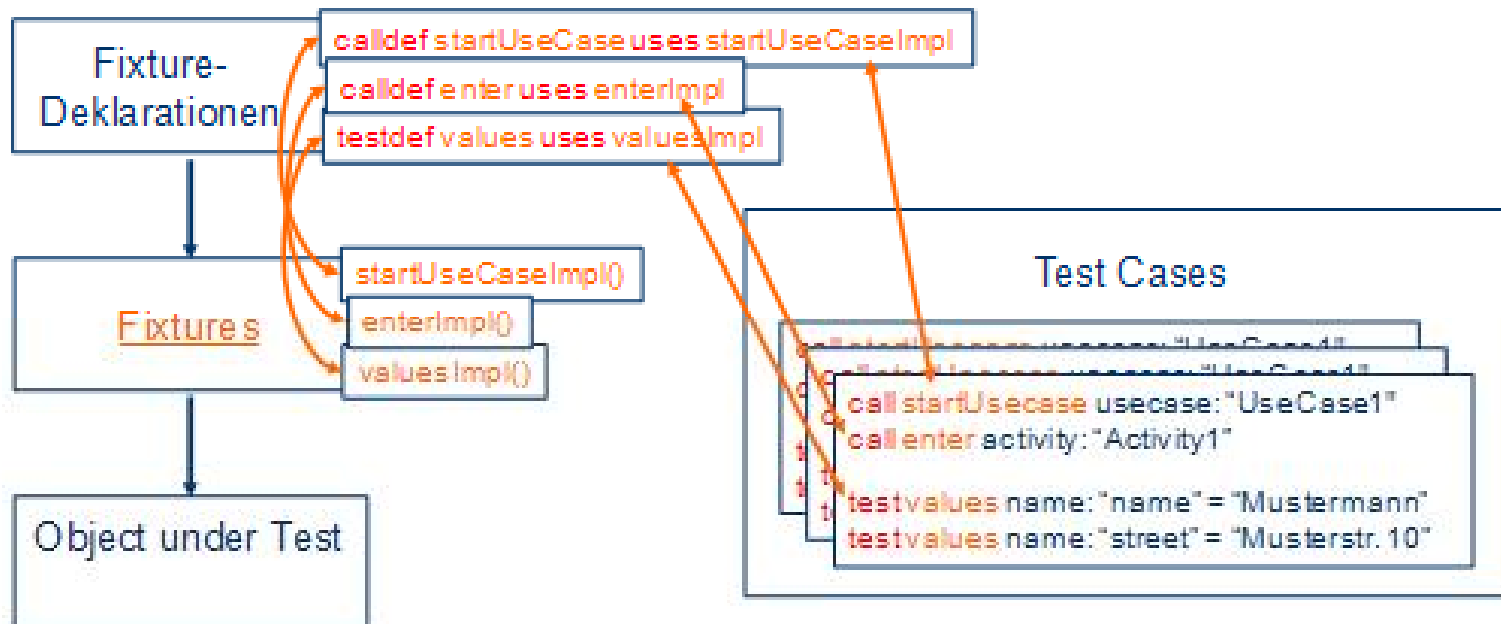 Fixture-
Deklarationen
calldef startUseCase uses startUseCaseImpl
calldef enter uses enterImpl
testdef values uses valuesImpl
Fixtures
startUseCaseImpl()
enterImpl()
valuesImpl()
Object under Test
Test Cases
call startUsecase usecase: "UseCase1"
call enter activity: "Activity1"
test values name: "name" = "Mustermann"
test values name: "street" = "Musterstr. 10"